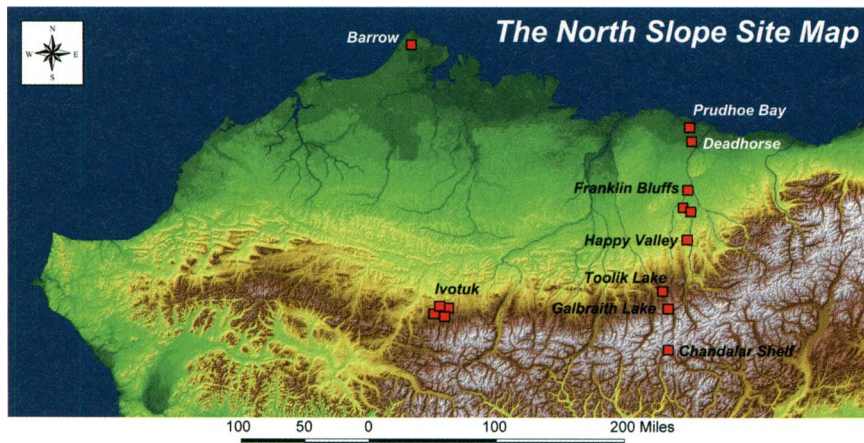 The North Slope Site Map
N
W E
S
Barrow
Prudhoe Bay
Deadhorse
Franklin Bluffs
Happy Valley
Toolik Lake
Ivotuk
Galbraith Lake
Chandalar Shelf
100 50 0 100 200 Miles